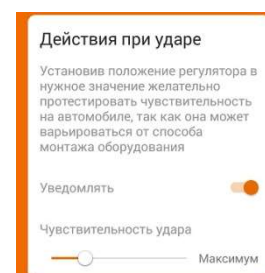 Действия при ударе
Установив положение регулятора в
нужное значение желательно
протестировать чувствительность
на автомобиле, так как она может
варьироваться от способа
монтажа оборудования
Уведомлять
Чувствительность удара
Максимум